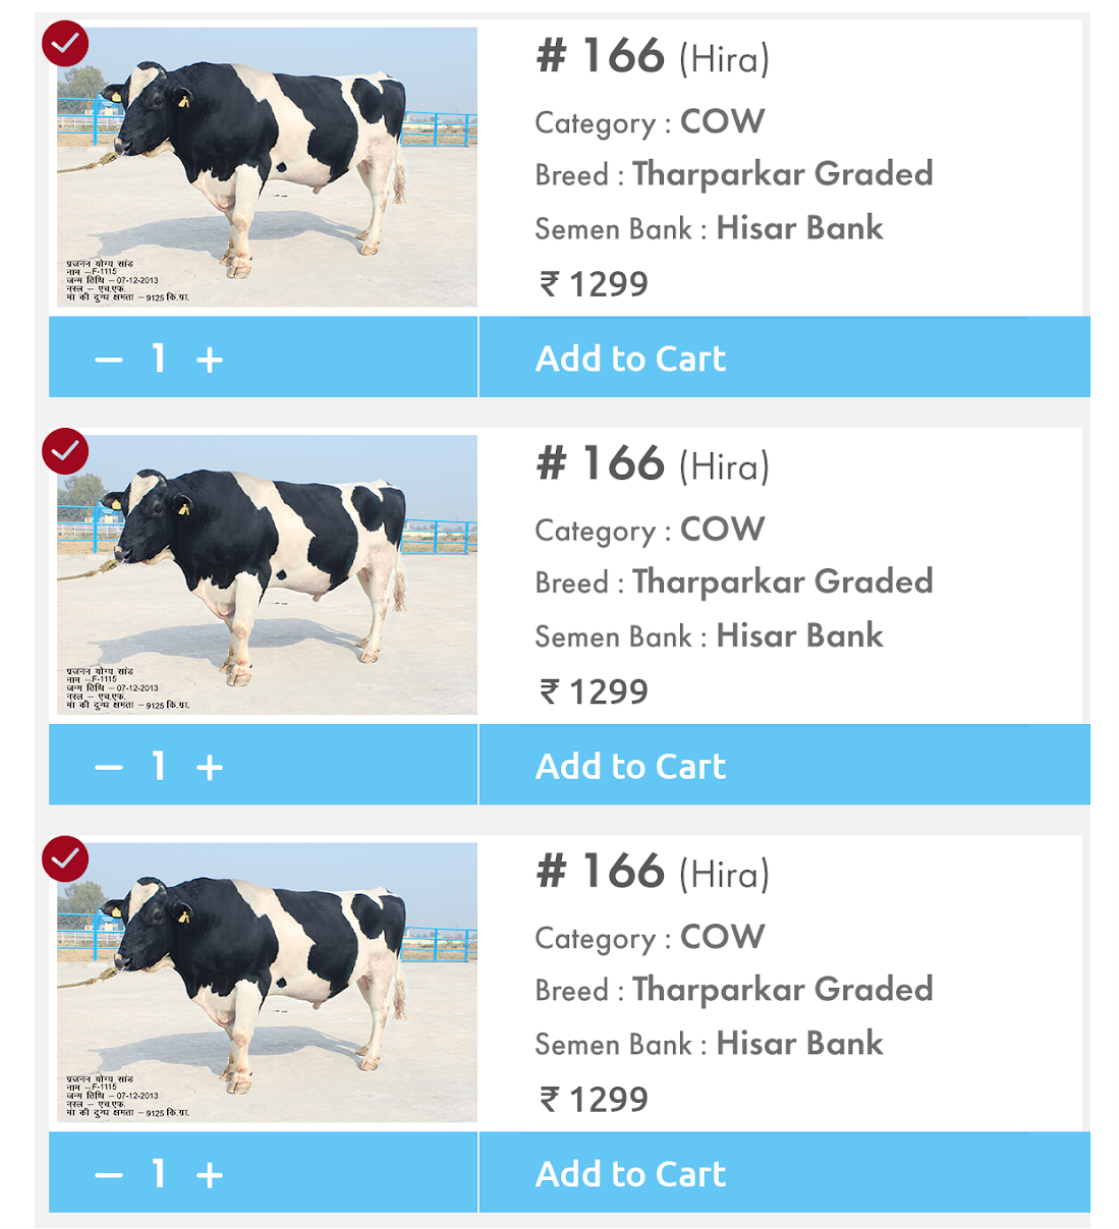 # 166 (Hira)
Category : COW
Breed : Tharparkar Graded
Semen Bank : Hisar Bank
₹ 1299
प्रजनन योग्य सांड
नाम –F-1115
जन्म तिथि – 07-12-2013
नस्ल – एच.एफ.
मां की दुग्ध क्षमता – 9125 कि.ग्रा.
– 1 +
Add to Cart
# 166 (Hira)
Category : COW
Breed : Tharparkar Graded
Semen Bank : Hisar Bank
₹ 1299
प्रजनन योग्य सांड
नाम –F-1115
जन्म तिथि – 07-12-2013
नस्ल – एच.एफ.
मां की दुग्ध क्षमता – 9125 कि.ग्रा.
– 1 +
Add to Cart
# 166 (Hira)
Category : COW
Breed : Tharparkar Graded
Semen Bank : Hisar Bank
₹ 1299
प्रजनन योग्य सांड
नाम –F-1115
जन्म तिथि – 07-12-2013
नस्ल – एच.एफ.
मां की दुग्ध क्षमता – 9125 कि.ग्रा.
– 1 +
Add to Cart